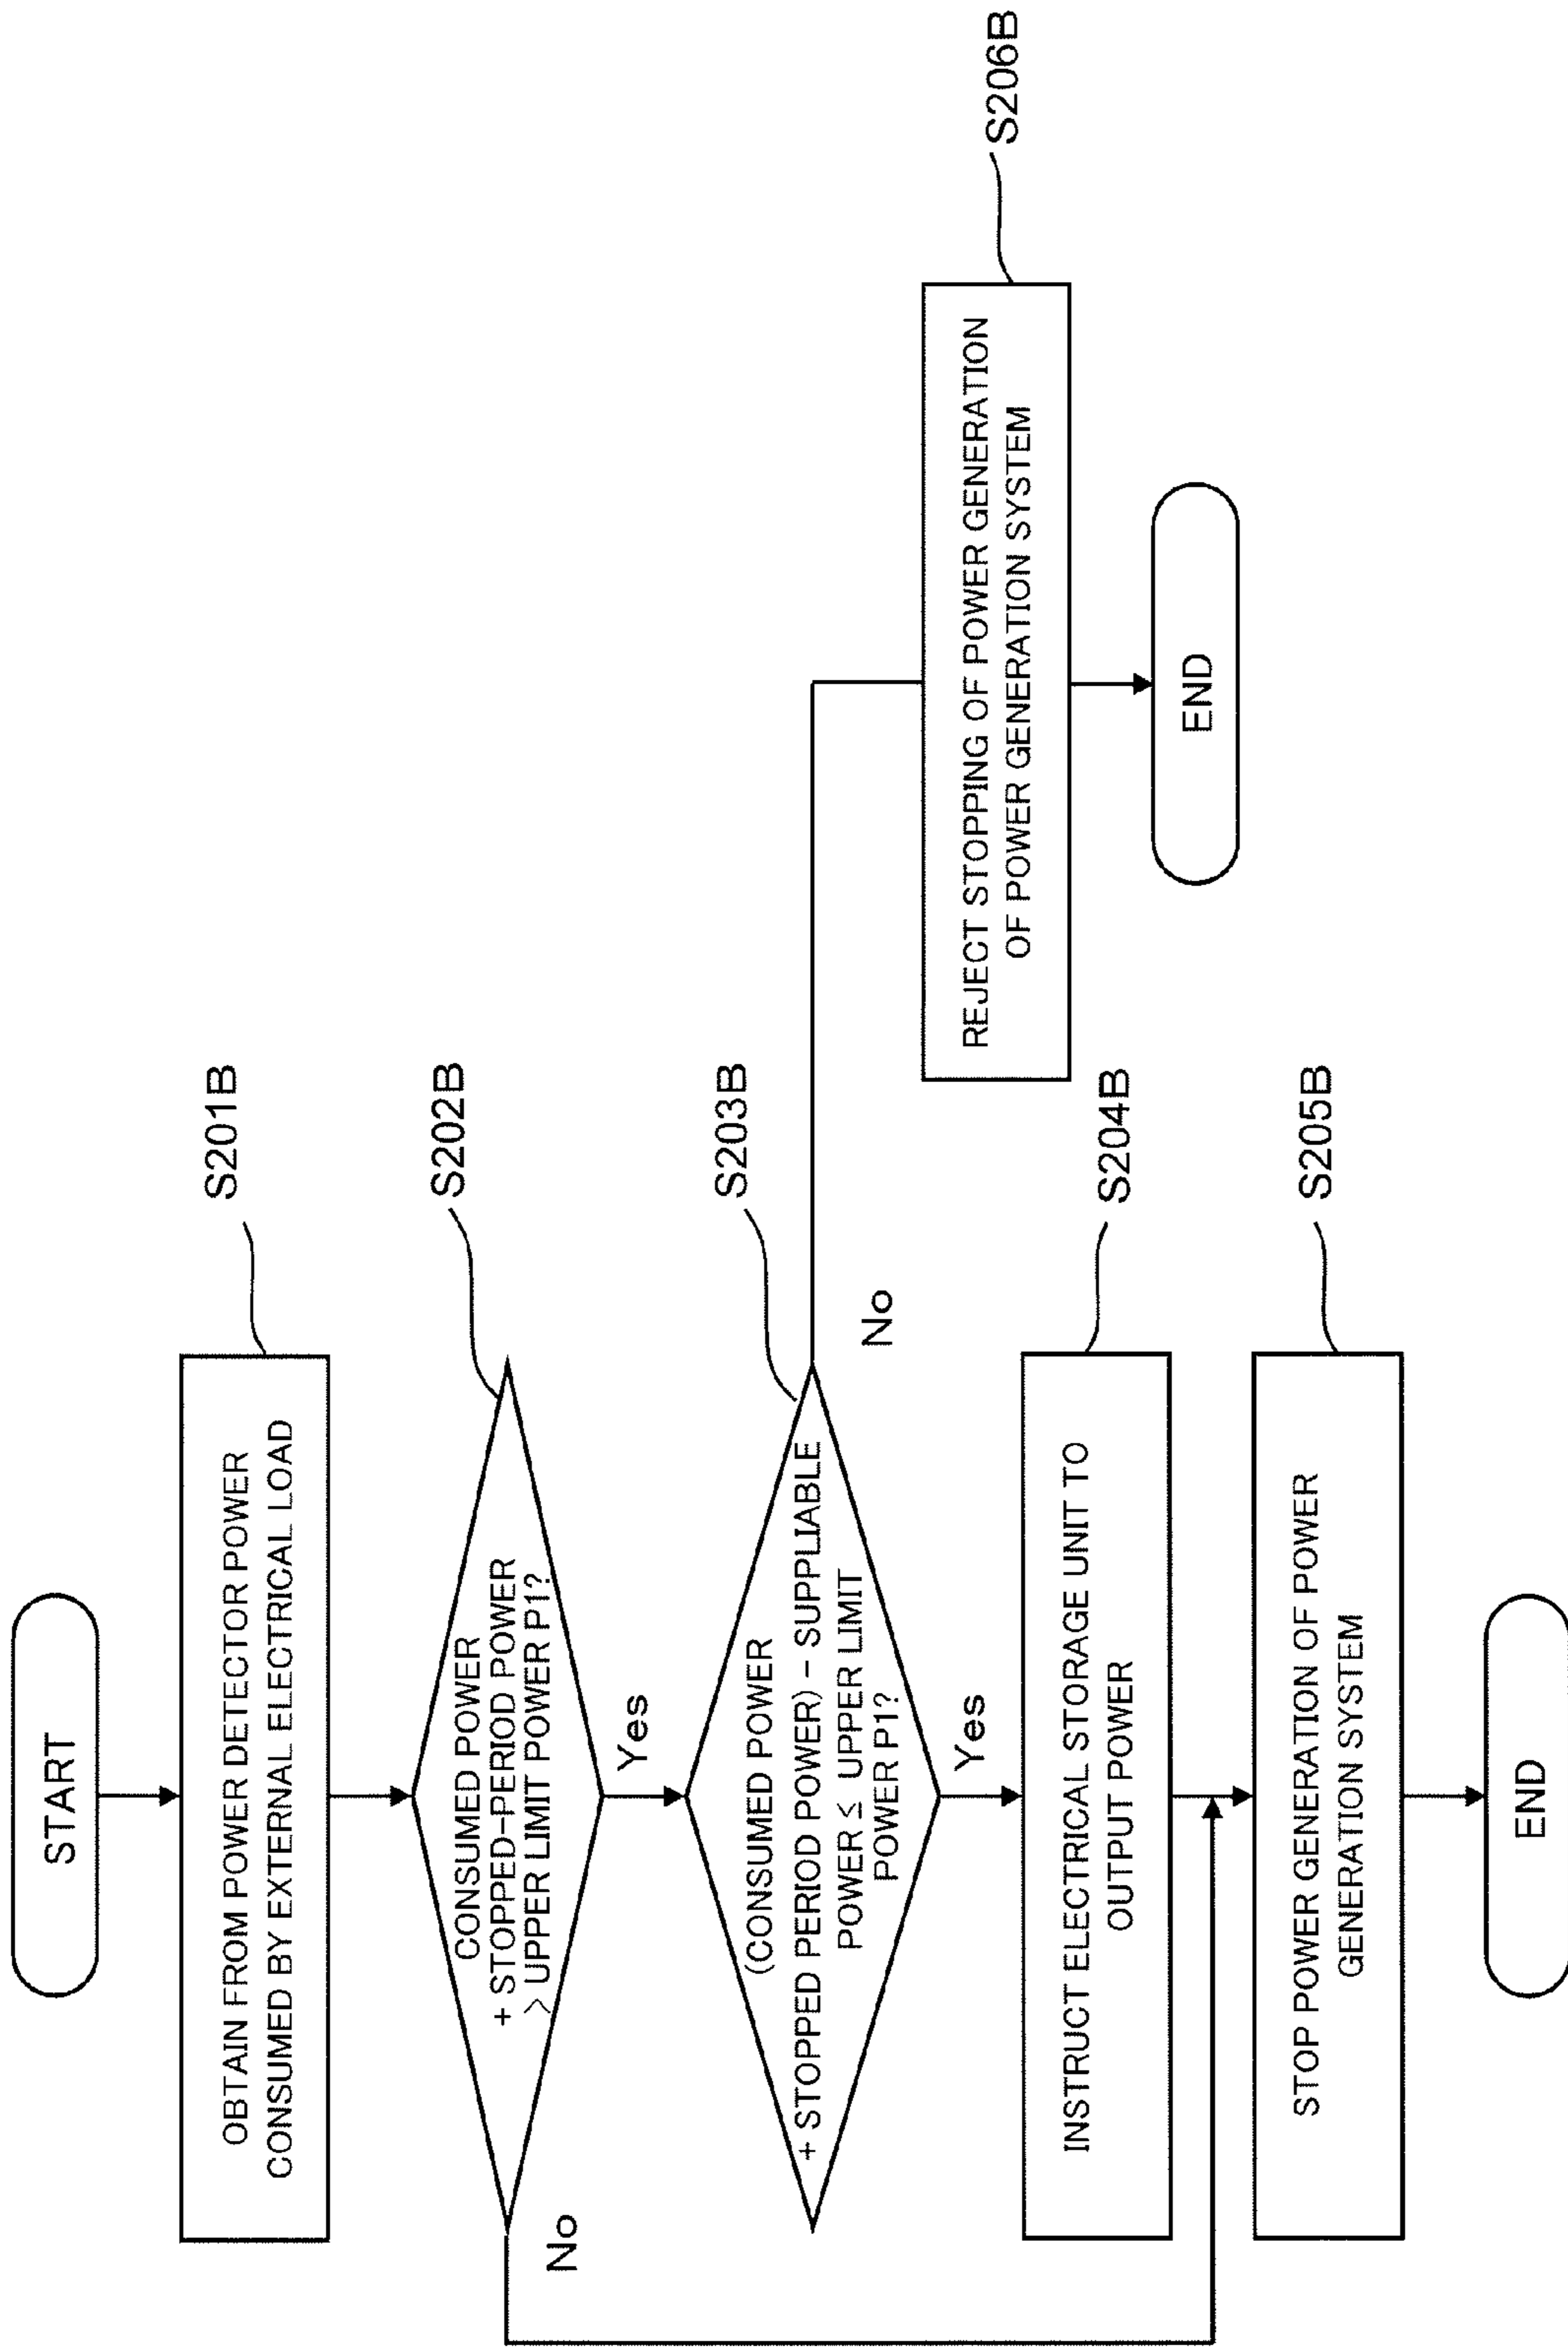 START
OBTAIN FROM POWER DETECTOR POWER
CONSUMED BY EXTERNAL ELECTRICAL LOAD
S201B
CONSUMED POWER
+ STOPPED-PERIOD POWER
> UPPER LIMIT POWER P1?
S202B
No
Yes
(CONSUMED POWER
+ STOPPED PERIOD POWER) – SUPPLIABLE
POWER ≤ UPPER LIMIT
POWER P1?
S203B
No
Yes
INSTRUCT ELECTRICAL STORAGE UNIT TO
OUTPUT POWER
S204B
STOP POWER GENERATION OF POWER
GENERATION SYSTEM
S205B
END
REJECT STOPPING OF POWER GENERATION
OF POWER GENERATION SYSTEM
S206B
END